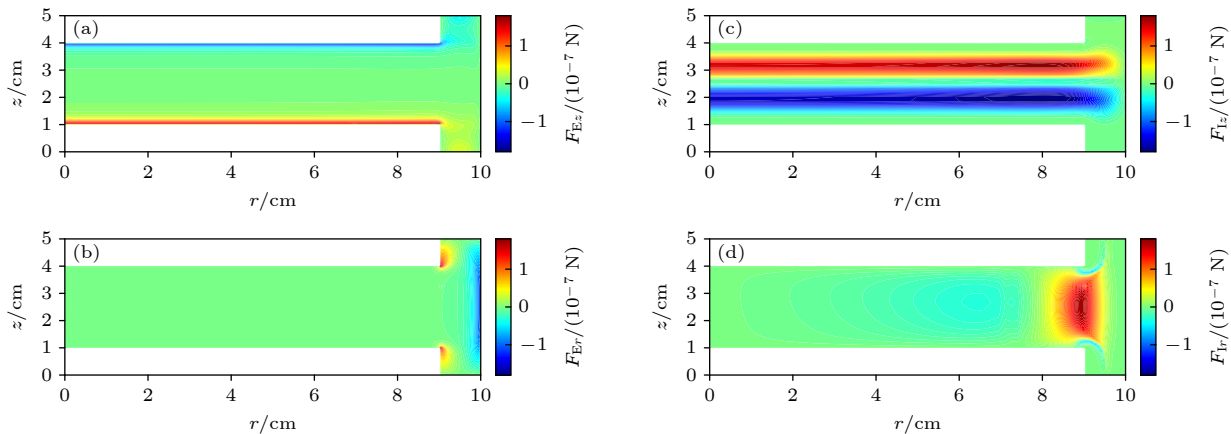 (a)
5
4
3
2
1
0
z/cm
0 2 4 6 8 10
r/cm
1
0
−1
F_Ez/(10⁻⁷ N)
(c)
5
4
3
2
1
0
z/cm
0 2 4 6 8 10
r/cm
1
0
−1
F_Iz/(10⁻⁷ N)
(b)
5
4
3
2
1
0
z/cm
0 2 4 6 8 10
r/cm
1
0
−1
F_Er/(10⁻⁷ N)
(d)
5
4
3
2
1
0
z/cm
0 2 4 6 8 10
r/cm
1
0
−1
F_Ir/(10⁻⁷ N)